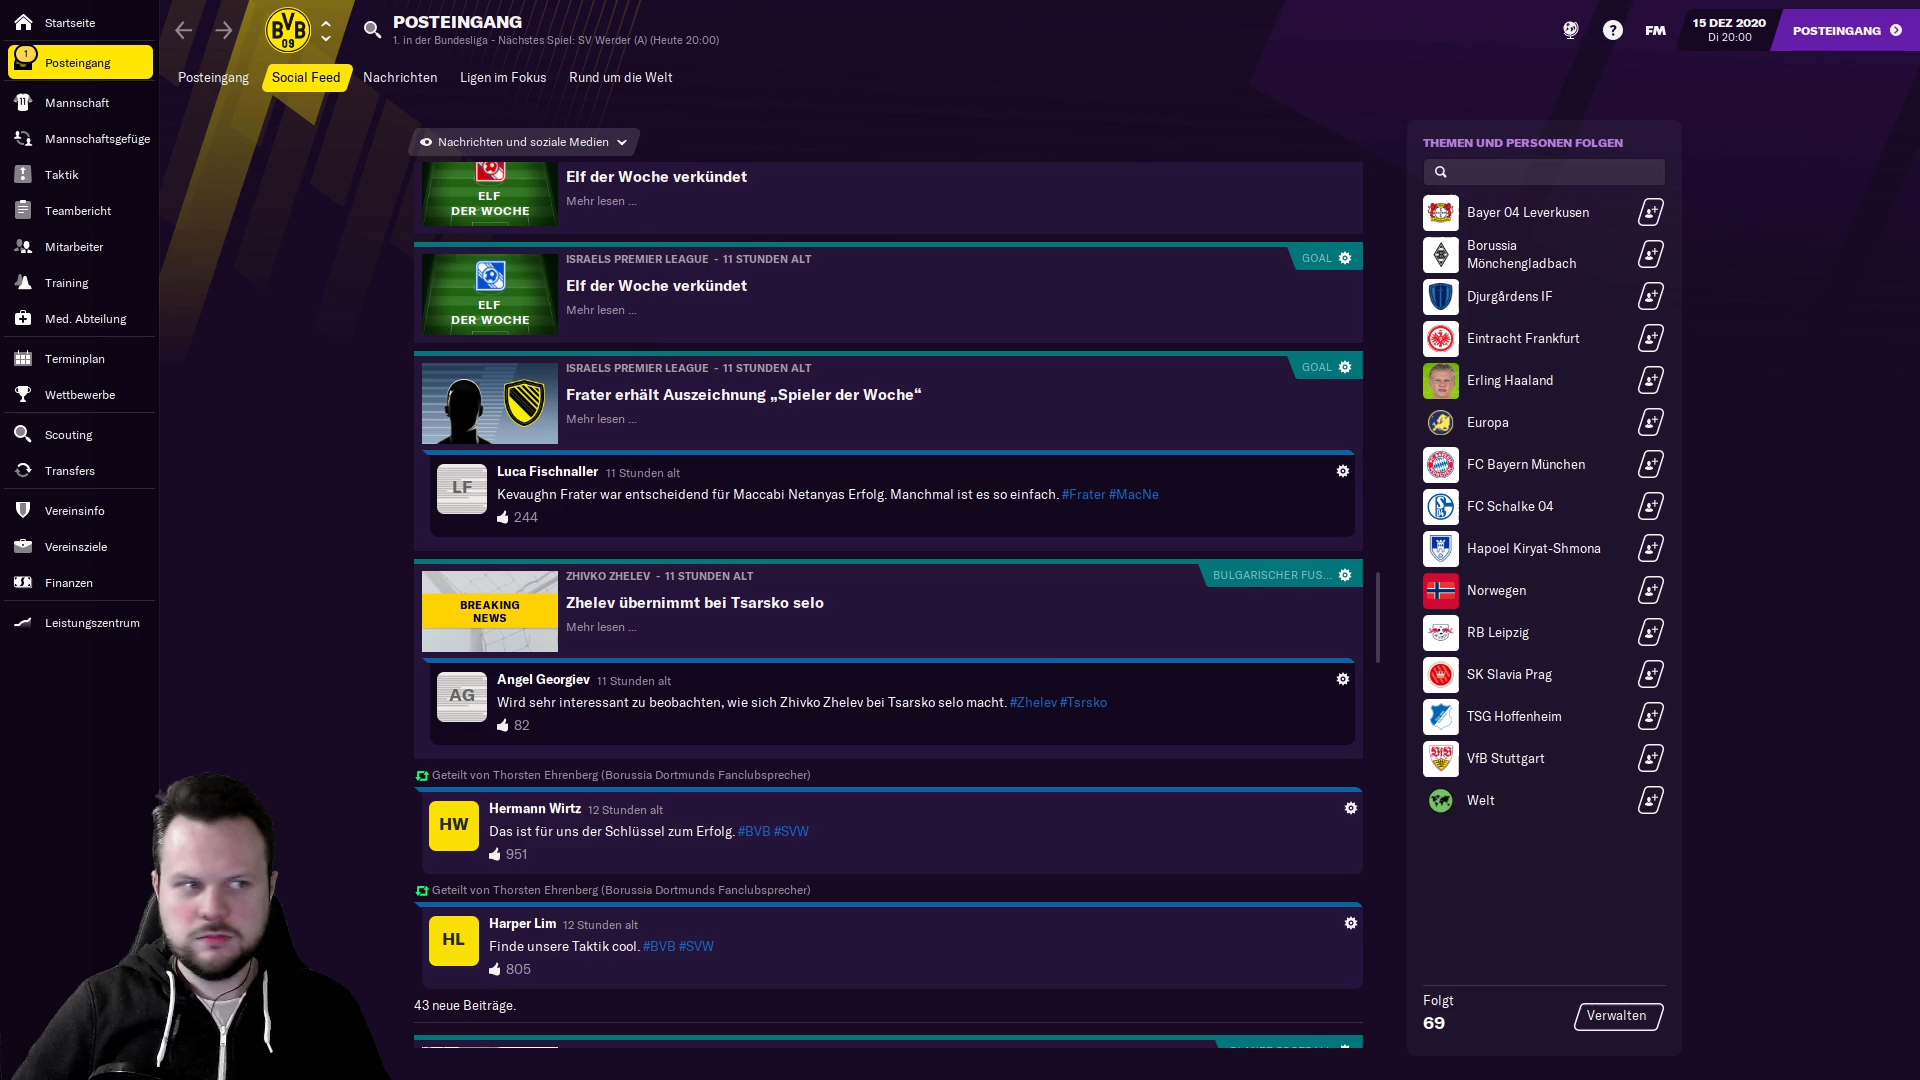 Startseite
1
Posteingang
Mannschaft
Mannschaftsgefüge
Taktik
Teambericht
Mitarbeiter
Training
Med. Abteilung
Terminplan
Wettbewerbe
Scouting
Transfers
Vereinsinfo
Vereinsziele
Finanzen
Leistungszentrum
BVB
09
POSTEINGANG
1. in der Bundesliga - Nächstes Spiel: SV Werder (A) (Heute 20:00)
FM
15 DEZ 2020
Di 20:00
POSTEINGANG
Posteingang
Social Feed
Nachrichten
Ligen im Fokus
Rund um die Welt
Nachrichten und soziale Medien
ELF
DER WOCHE
Elf der Woche verkündet
Mehr lesen ...
ISRAELS PREMIER LEAGUE - 11 STUNDEN ALT
GOAL
ELF
DER WOCHE
Elf der Woche verkündet
Mehr lesen ...
ISRAELS PREMIER LEAGUE - 11 STUNDEN ALT
GOAL
Frater erhält Auszeichnung „Spieler der Woche“
Mehr lesen ...
LF
Luca Fischnaller 11 Stunden alt
Kevaughn Frater war entscheidend für Maccabi Netanyas Erfolg. Manchmal ist es so einfach. #Frater #MacNe
244
ZHIVKO ZHELEV - 11 STUNDEN ALT
BULGARISCHER FUS...
BREAKING
NEWS
Zhelev übernimmt bei Tsarsko selo
Mehr lesen ...
AG
Angel Georgiev 11 Stunden alt
Wird sehr interessant zu beobachten, wie sich Zhivko Zhelev bei Tsarsko selo macht. #Zhelev #Tsrsko
82
Geteilt von Thorsten Ehrenberg (Borussia Dortmunds Fanclubsprecher)
HW
Hermann Wirtz 12 Stunden alt
Das ist für uns der Schlüssel zum Erfolg. #BVB #SVW
951
Geteilt von Thorsten Ehrenberg (Borussia Dortmunds Fanclubsprecher)
HL
Harper Lim 12 Stunden alt
Finde unsere Taktik cool. #BVB #SVW
805
43 neue Beiträge.
THEMEN UND PERSONEN FOLGEN
Bayer 04 Leverkusen
Borussia
Mönchengladbach
Djurgårdens IF
Eintracht Frankfurt
Erling Haaland
Europa
FC Bayern München
FC Schalke 04
Hapoel Kiryat-Shmona
Norwegen
RB Leipzig
SK Slavia Prag
TSG Hoffenheim
VfB Stuttgart
Welt
Folgt
69
Verwalten